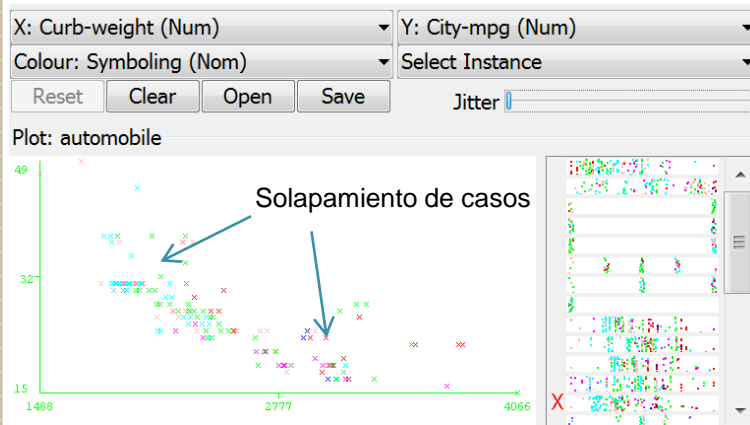 X: Curb-weight (Num)
Y: City-mpg (Num)
Colour: Symboling (Nom)
Select Instance
Reset
Clear
Open
Save
Jitter
Plot: automobile
49
Solapamiento de casos
32
15
1488
2777
4066
X